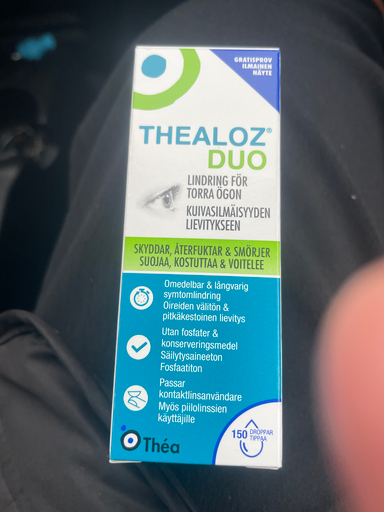 GRATISPROV
ILMAINEN
NÄYTE
THEALOZ®
DUO
LINDRING FÖR
TORRA ÖGON
KUIVASILMÄISYYDEN
LIEVITYKSEEN
SKYDDAR, ÅTERFUKTAR & SMÖRJER
SUOJAA, KOSTUTTAA & VOITELEE
Omedelbar & långvarig
symtomlindring
Oireiden välitön &
pitkäkestoinen lievitys
Utan fosfater &
konserveringsmedel
Säilytysaineeton
Fosfaatiton
Passar
kontaktlinsanvändare
Myös piilolinssien
käyttäjille
Théa
150 DROPPAR
TIPPAA